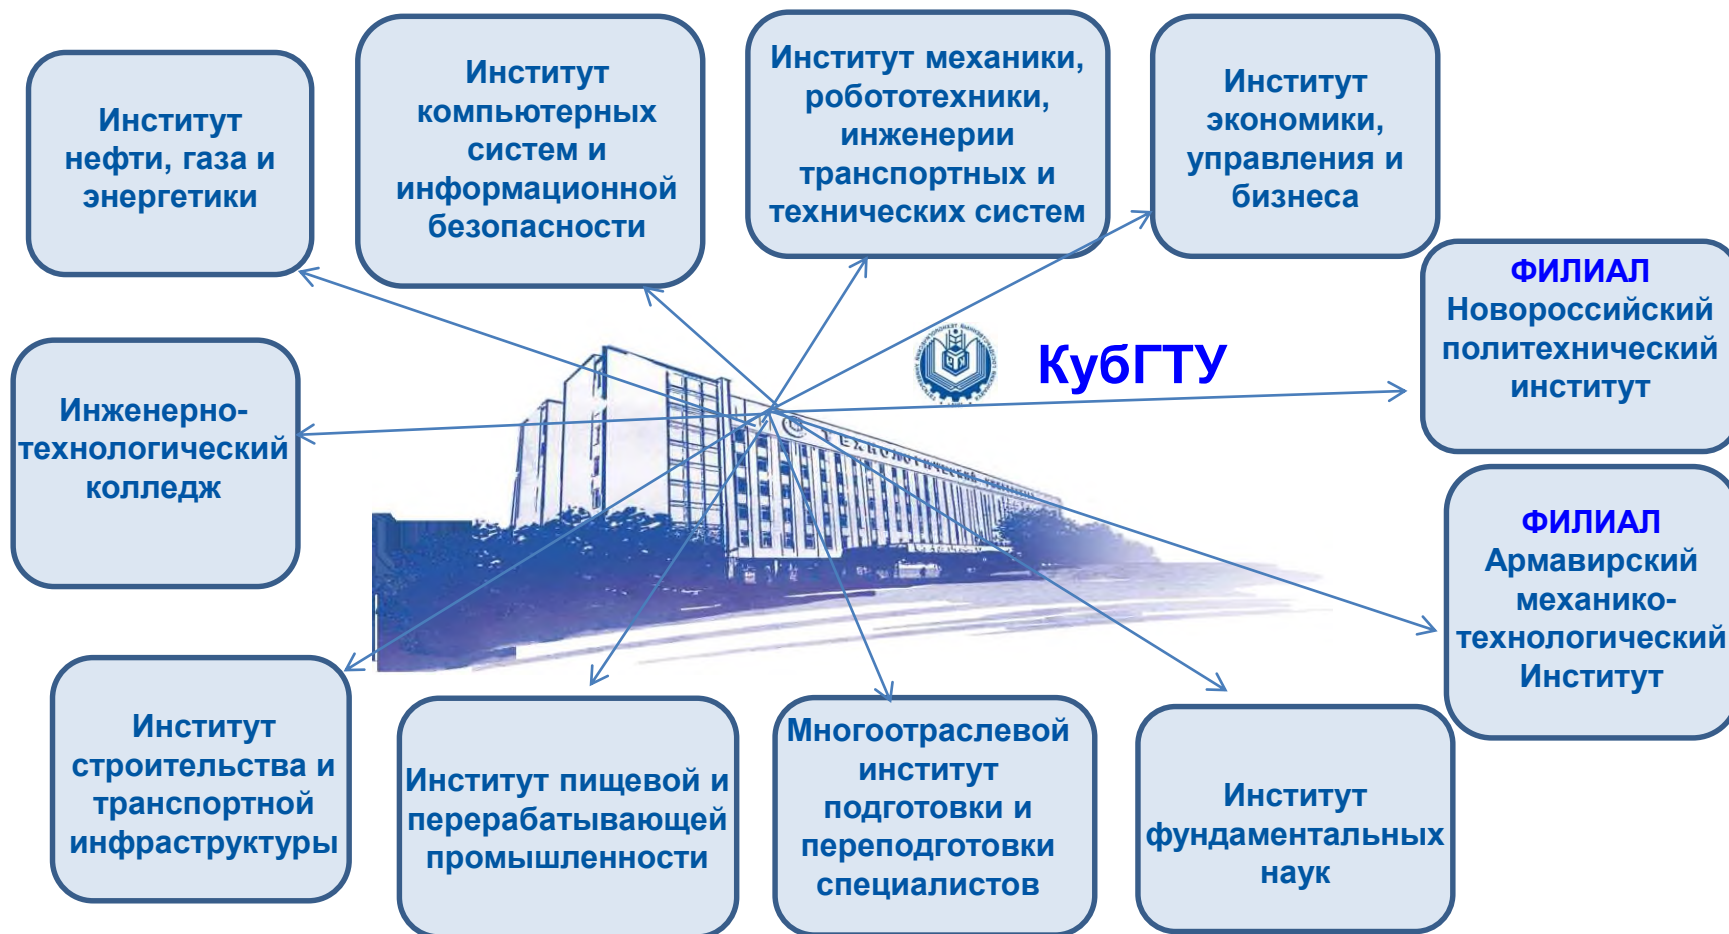 Институт
нефти, газа и
энергетики
Институт
компьютерных
систем и
информационной
безопасности
Институт механики,
робототехники,
инженерии
транспортных и
технических систем
Институт
экономики,
управления и
бизнеса
ФИЛИАЛ
Новороссийский
политехнический
институт
КубГТУ
Инженерно-
технологический
колледж
ТЕХНОЛОГИЧЕСКИЙ
ФИЛИАЛ
Армавирский
механико-
технологический
Институт
Институт
строительства и
транспортной
инфраструктуры
Институт пищевой и
перерабатывающей
промышленности
Многоотраслевой
институт
подготовки и
переподготовки
специалистов
Институт
фундаментальных
наук